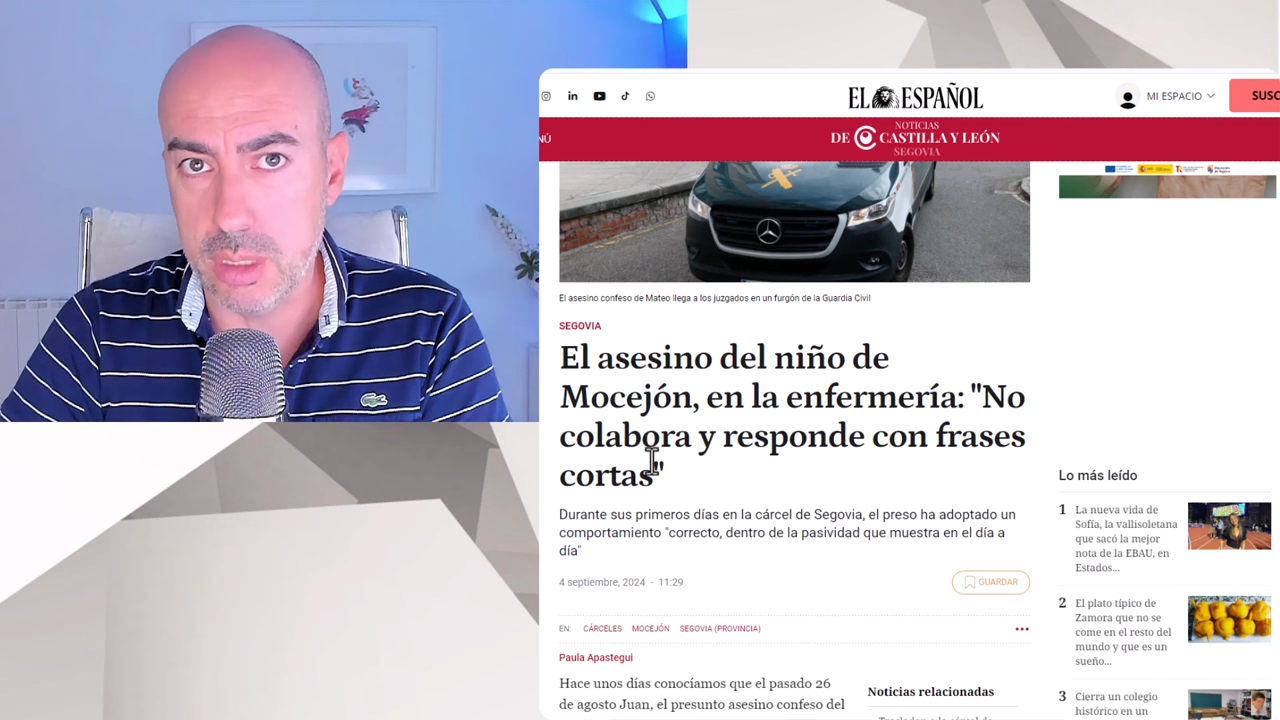 EL ESPAÑOL
MI ESPACIO
SUSC
NÚ
NOTICIAS
DE CASTILLA Y LEÓN
SEGOVIA
El asesino confeso de Mateo llega a los juzgados en un furgón de la Guardia Civil
SEGOVIA
El asesino del niño de
Mocejón, en la enfermería: "No
colabora y responde con frases
cortas"
Durante sus primeros días en la cárcel de Segovia, el preso ha adoptado un
comportamiento "correcto, dentro de la pasividad que muestra en el día a
día"
4 septiembre, 2024 - 11:29
GUARDAR
EN: CÁRCELES MOCEJÓN SEGOVIA (PROVINCIA)
Paula Apastegui
Hace unos días conocíamos que el pasado 26
de agosto Juan, el presunto asesino confeso del
Noticias relacionadas
Lo más leído
1 La nueva vida de
Sofía, la vallisoletana
que sacó la mejor
nota de la EBAU, en
Estados...
2 El plato típico de
Zamora que no se
come en el resto del
mundo y que es un
sueño...
3 Cierra un colegio
histórico en un